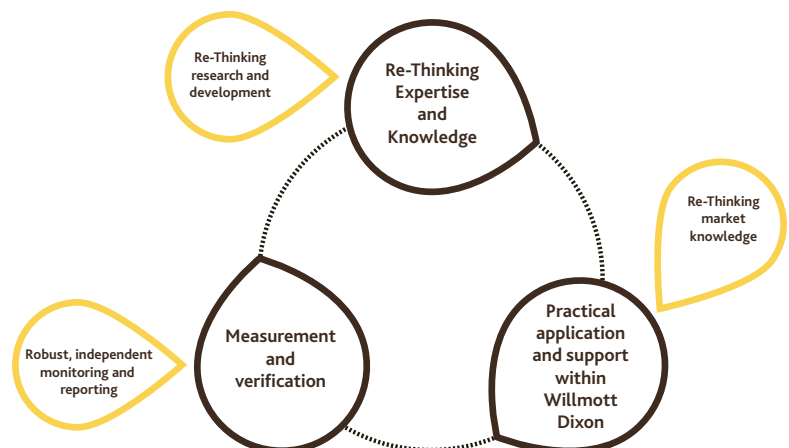 Re-Thinking
research and
development
Re-Thinking
Expertise
and
Knowledge
Re-Thinking
market
knowledge
Measurement
and
verification
Practical
application
and support
within
Willmott
Dixon
Robust, independent
monitoring and
reporting